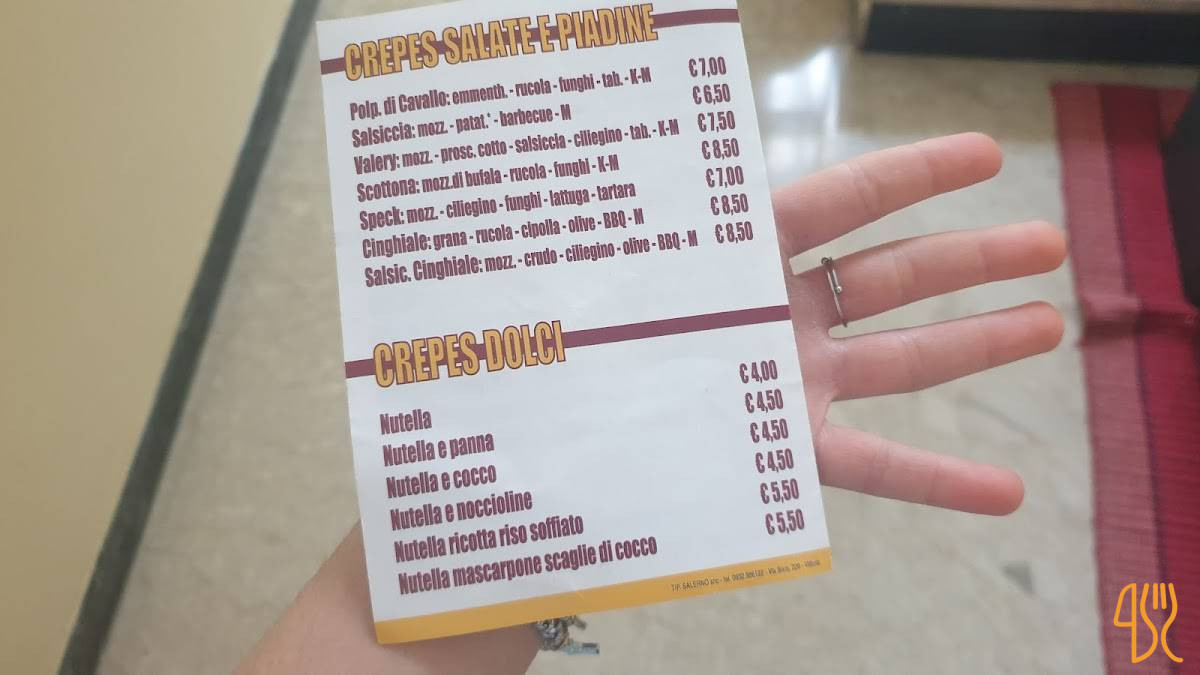 CREPES SALATE E PIADINE
Polp. di Cavallo: emmenth. - rucola - funghi - tab. - K-M € 7,00
Salsiccia: mozz. - patat.* - barbecue - M € 6,50
Valery: mozz. - prosc. cotto - salsiccia - ciliegino - tab. - K-M € 7,50
Scottona: mozz.di bufala - rucola - funghi - K-M € 8,50
Speck: mozz. - ciliegino - funghi - lattuga - tartara € 7,00
Cinghiale: grana - rucola - cipolla - olive - BBQ - M € 8,50
Salsic. Cinghiale: mozz. - crudo - ciliegino - olive - BBQ - M € 8,50
CREPES DOLCI
Nutella € 4,00
Nutella e panna € 4,50
Nutella e cocco € 4,50
Nutella e noccioline € 4,50
Nutella ricotta riso soffiato € 5,50
Nutella mascarpone scaglie di cocco € 5,50
TIP. SALERNO snc - tel.